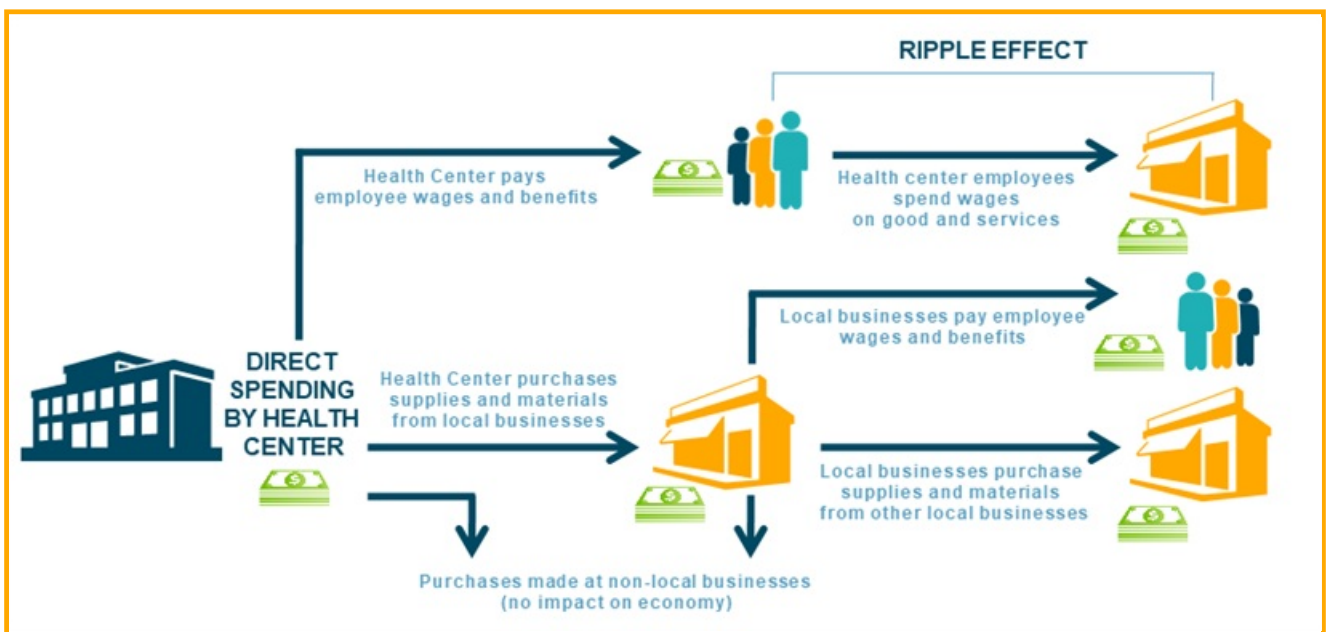 RIPPLE EFFECT
Health Center pays
employee wages and benefits
Health center employees
spend wages
on good and services
Local businesses pay employee
wages and benefits
DIRECT
SPENDING
BY HEALTH
CENTER
Health Center purchases
supplies and materials
from local businesses
Local businesses purchase
supplies and materials
from other local businesses
Purchases made at non-local businesses
(no impact on economy)